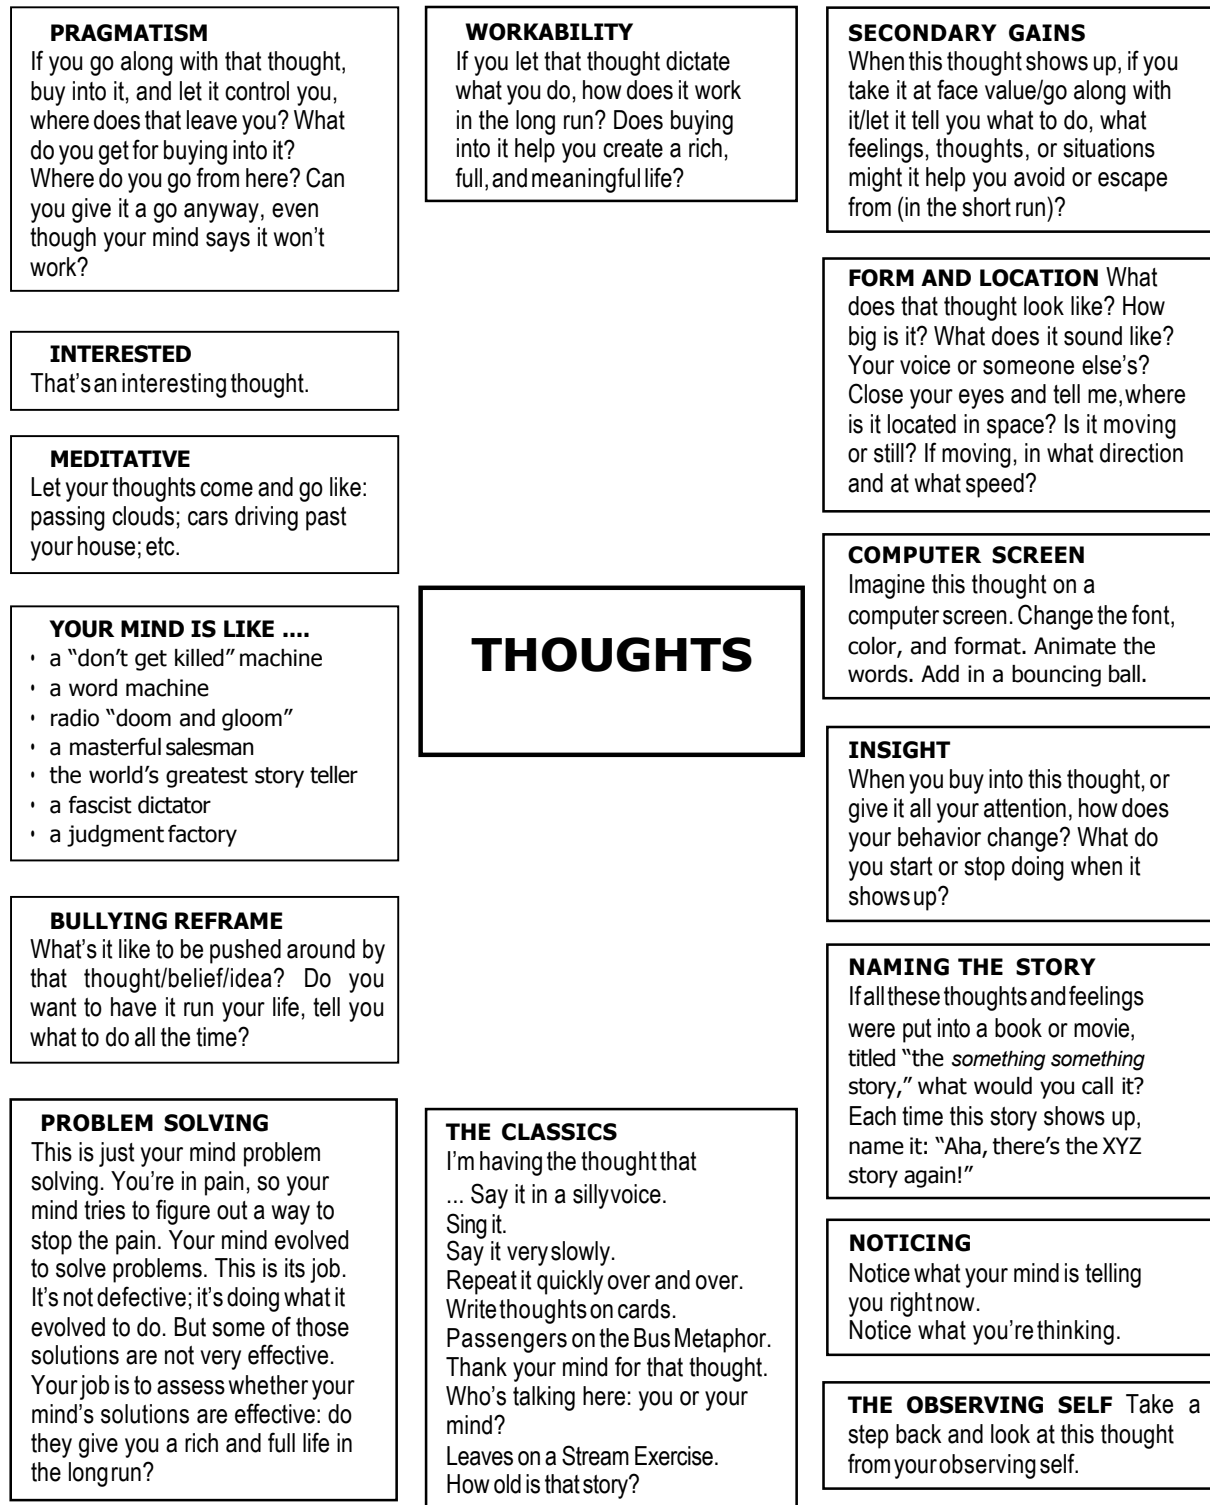 PRAGMATISM
If you go along with that thought,
buy into it, and let it control you,
where does that leave you? What
do you get for buying into it?
Where do you go from here? Can
you give it a go anyway, even
though your mind says it won't
work?
INTERESTED
That's an interesting thought.
MEDITATIVE
Let your thoughts come and go like:
passing clouds; cars driving past
your house; etc.
YOUR MIND IS LIKE ....
• a "don't get killed" machine
• a word machine
• radio "doom and gloom"
• a masterful salesman
• the world's greatest story teller
• a fascist dictator
• a judgment factory
BULLYING REFRAME
What's it like to be pushed around by
that thought/belief/idea? Do you
want to have it run your life, tell you
what to do all the time?
PROBLEM SOLVING
This is just your mind problem
solving. You're in pain, so your
mind tries to figure out a way to
stop the pain. Your mind evolved
to solve problems. This is its job.
It's not defective; it's doing what it
evolved to do. But some of those
solutions are not very effective.
Your job is to assess whether your
mind's solutions are effective: do
they give you a rich and full life in
the long run?
WORKABILITY
If you let that thought dictate
what you do, how does it work
in the long run? Does buying
into it help you create a rich,
full, and meaningful life?
THOUGHTS
THE CLASSICS
I'm having the thought that
... Say it in a silly voice.
Sing it.
Say it very slowly.
Repeat it quickly over and over.
Write thoughts on cards.
Passengers on the Bus Metaphor.
Thank your mind for that thought.
Who's talking here: you or your
mind?
Leaves on a Stream Exercise.
How old is that story?
SECONDARY GAINS
When this thought shows up, if you
take it at face value/go along with
it/let it tell you what to do, what
feelings, thoughts, or situations
might it help you avoid or escape
from (in the short run)?
FORM AND LOCATION What
does that thought look like? How
big is it? What does it sound like?
Your voice or someone else's?
Close your eyes and tell me, where
is it located in space? Is it moving
or still? If moving, in what direction
and at what speed?
COMPUTER SCREEN
Imagine this thought on a
computer screen. Change the font,
color, and format. Animate the
words. Add in a bouncing ball.
INSIGHT
When you buy into this thought, or
give it all your attention, how does
your behavior change? What do
you start or stop doing when it
shows up?
NAMING THE STORY
If all these thoughts and feelings
were put into a book or movie,
titled "the something something
story," what would you call it?
Each time this story shows up,
name it: "Aha, there's the XYZ
story again!"
NOTICING
Notice what your mind is telling
you right now.
Notice what you're thinking.
THE OBSERVING SELF Take a
step back and look at this thought
from your observing self.